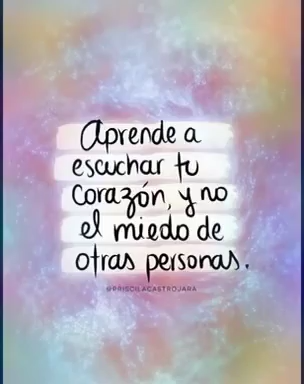 Aprende a
escuchar tu
corazón, y no
el miedo de
otras personas.
@PRISCILACASTROJARA